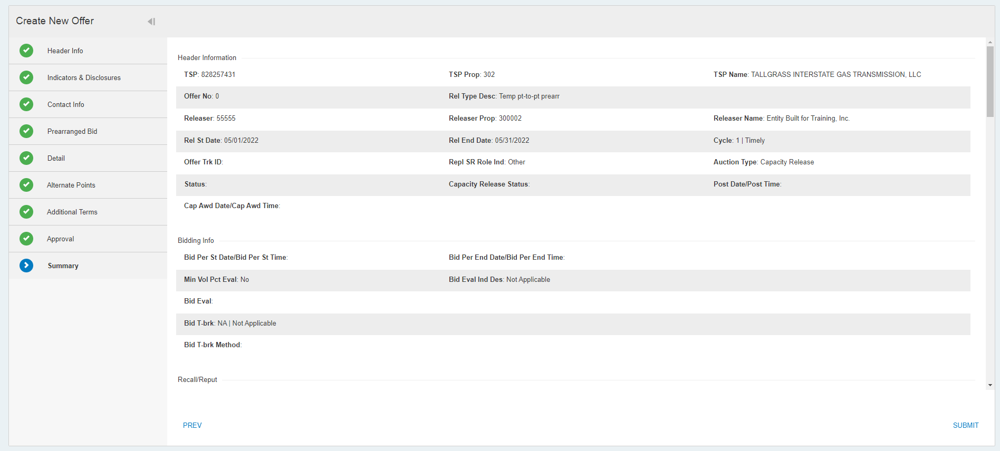 Create New Offer
Header Info
Indicators & Disclosures
Contact Info
Prearranged Bid
Detail
Alternate Points
Additional Terms
Approval
Summary
Header Information
TSP: 828257431 TSP Prop: 302 TSP Name: TALLGRASS INTERSTATE GAS TRANSMISSION, LLC
Offer No: 0 Rel Type Desc: Temp pt-to-pt prearr
Releaser: 55555 Releaser Prop: 300002 Releaser Name: Entity Built for Training, Inc.
Rel St Date: 05/01/2022 Rel End Date: 05/31/2022 Cycle: 1 | Timely
Offer Trk ID: Repl SR Role Ind: Other Auction Type: Capacity Release
Status: Capacity Release Status: Post Date/Post Time:
Cap Awd Date/Cap Awd Time:
Bidding Info
Bid Per St Date/Bid Per St Time: Bid Per End Date/Bid Per End Time:
Min Vol Pct Eval: No Bid Eval Ind Des: Not Applicable
Bid Eval:
Bid T-brk: NA | Not Applicable
Bid T-brk Method:
Recall/Reput
PREV SUBMIT